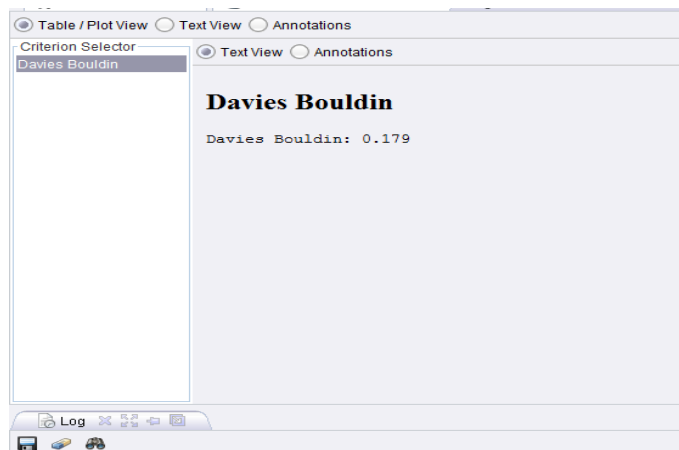 Table / Plot View Text View Annotations
Criterion Selector
Davies Bouldin
Text View Annotations
Davies Bouldin
Davies Bouldin: 0.179
Log